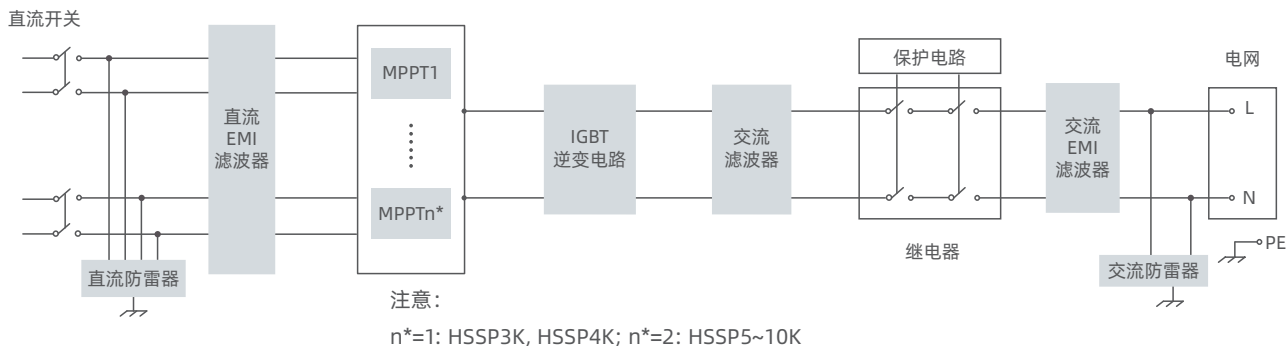 直流开关
直流防雷器
直流
EMI
滤波器
MPPT1
MPPTn*
IGBT
逆变电路
交流
滤波器
保护电路
继电器
交流
EMI
滤波器
电网
L
N
PE
交流防雷器
注意：
n*=1: HSSP3K, HSSP4K; n*=2: HSSP5~10K